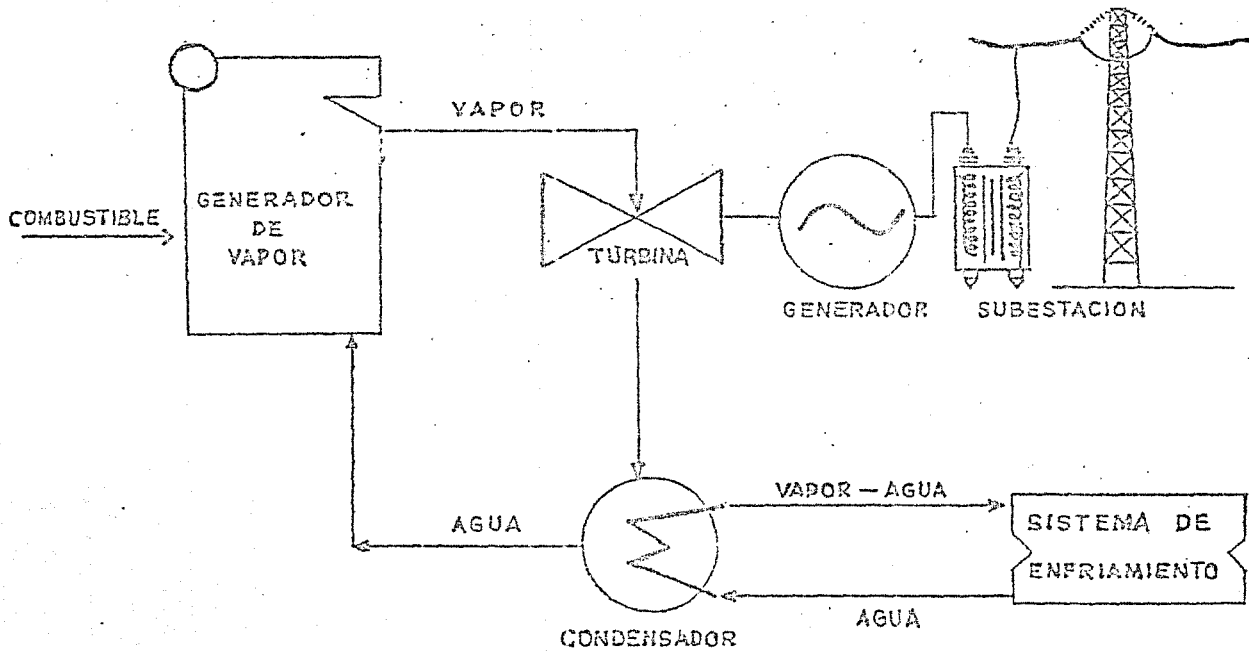 VAPOR
COMBUSTIBLE
GENERADOR
DE
VAPOR
TURBINA
GENERADOR
SUBESTACION
VAPOR — AGUA
AGUA
SISTEMA DE
ENFRIAMIENTO
AGUA
CONDENSADOR